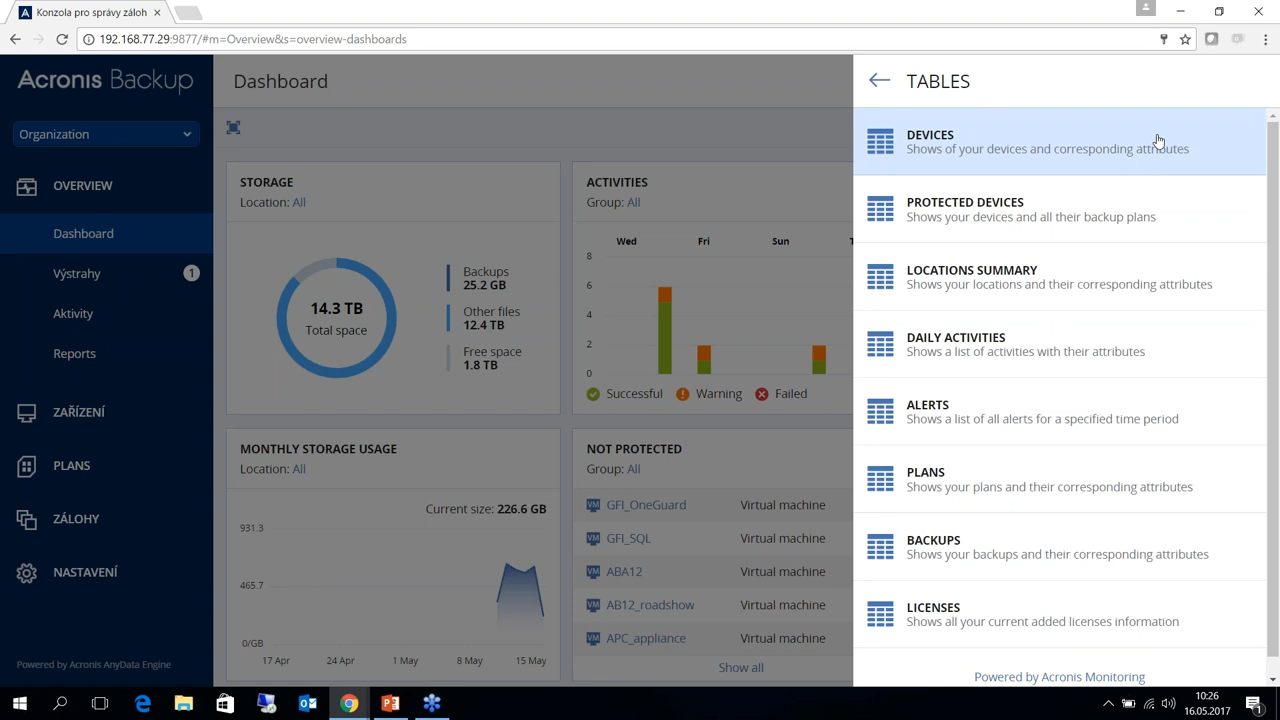 Konzola pro správy záloh
192.168.77.29:9877/#m=Overview&s=overview-dashboards
Acronis Backup
Organization
OVERVIEW
Dashboard
Výstrahy
1
Aktivity
Reports
ZAŘÍZENÍ
PLANS
ZÁLOHY
NASTAVENÍ
Powered by Acronis AnyData Engine
Dashboard
STORAGE
Location: All
14.3 TB
Total space
Backups
25.2 GB
Other files
12.4 TB
Free space
1.8 TB
ACTIVITIES
Group: All
Wed Fri Sun
8
6
4
2
0
Successful Warning Failed
MONTHLY STORAGE USAGE
Location: All
Current size: 226.6 GB
931.3
465.7
0/GB
17 Apr 24 Apr 1 May 8 May 15 May
NOT PROTECTED
Group: All
GFI_OneGuard Virtual machine
GFI_SQL Virtual machine
ABA12 Virtual machine
AB12_roadshow Virtual machine
APC_appliance Virtual machine
Show all
TABLES
DEVICES
Shows of your devices and corresponding attributes
PROTECTED DEVICES
Shows your devices and all their backup plans
LOCATIONS SUMMARY
Shows your locations and their corresponding attributes
DAILY ACTIVITIES
Shows a list of activities with their attributes
ALERTS
Shows a list of all alerts for a specified time period
PLANS
Shows your plans and their corresponding attributes
BACKUPS
Shows your backups and their corresponding attributes
LICENSES
Shows all your current added licenses information
Powered by Acronis Monitoring
10:26
16.05.2017